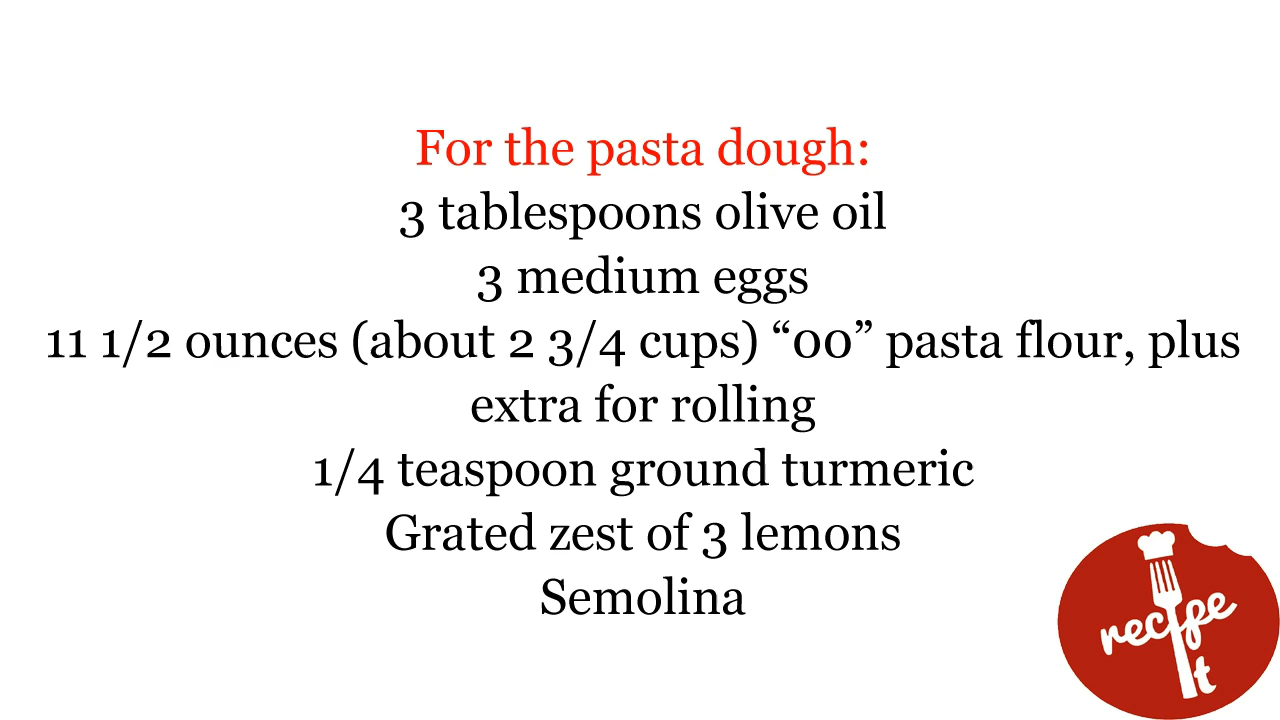 For the pasta dough:
3 tablespoons olive oil
3 medium eggs
11 1/2 ounces (about 2 3/4 cups) “00” pasta flour, plus
extra for rolling
1/4 teaspoon ground turmeric
Grated zest of 3 lemons
Semolina
recipe
it